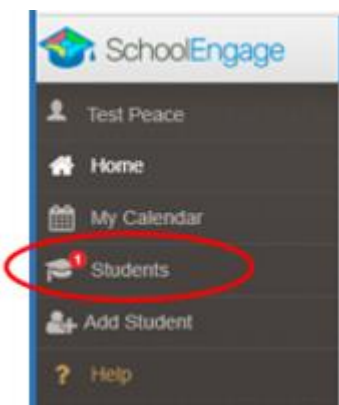 SchoolEngage
Test Peace
Home
My Calendar
1
Students
Add Student
? Help